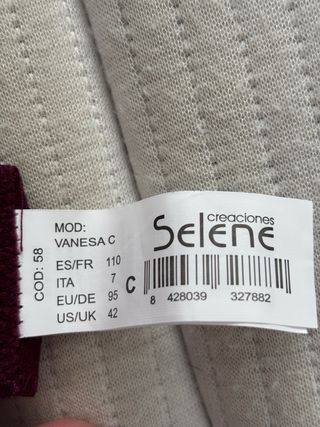 COD: 58
MOD:
VANESA C
ES/FR 110
ITA 7
EU/DE 95
US/UK 42
C
creaciones
Selene
8 428039 327882